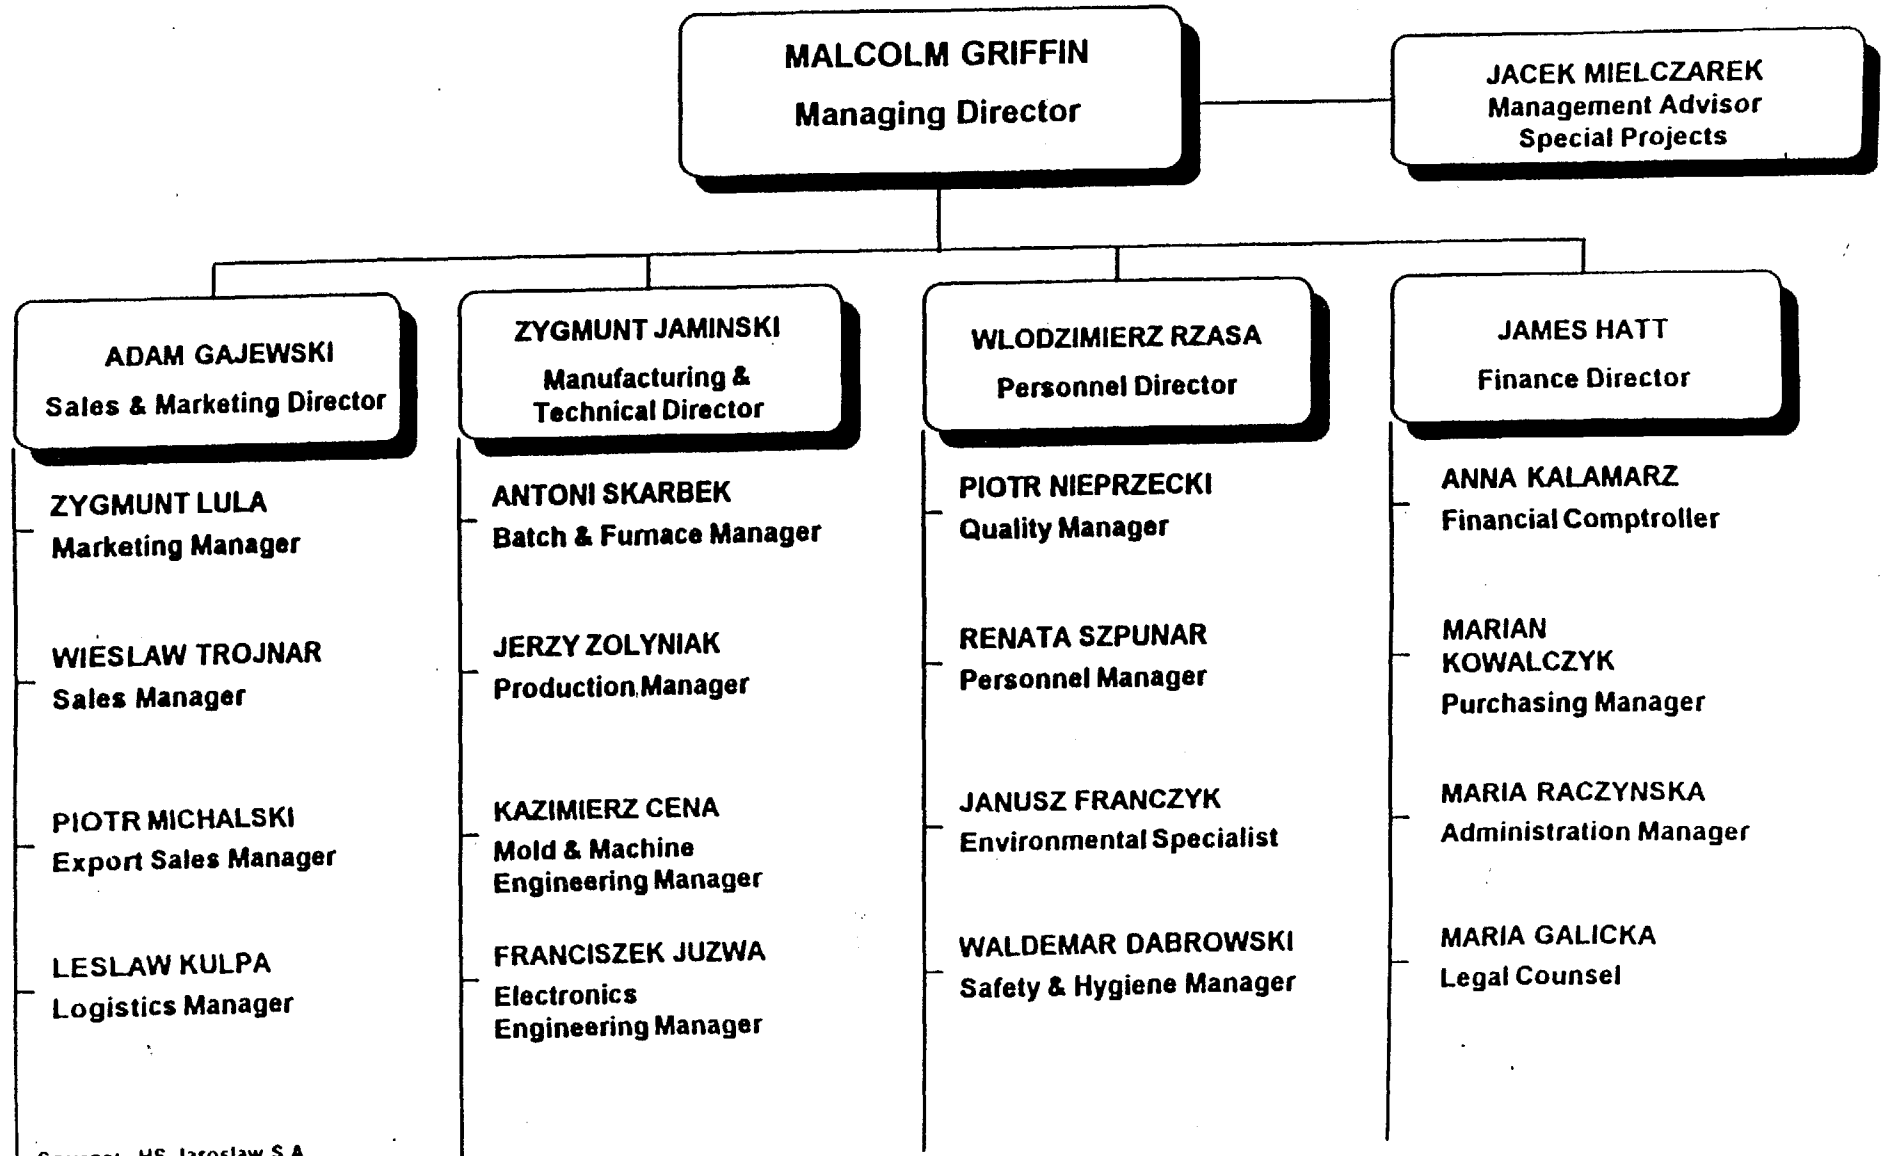 MALCOLM GRIFFIN
Managing Director
JACEK MIELCZAREK
Management Advisor
Special Projects
ADAM GAJEWSKI
Sales & Marketing Director
ZYGMUNT JAMINSKI
Manufacturing &
Technical Director
WLODZIMIERZ RZASA
Personnel Director
JAMES HATT
Finance Director
ZYGMUNT LULA
Marketing Manager
WIESLAW TROJNAR
Sales Manager
PIOTR MICHALSKI
Export Sales Manager
LESLAW KULPA
Logistics Manager
ANTONI SKARBEK
Batch & Furnace Manager
JERZY ZOLYNIAK
Production Manager
KAZIMIERZ CENA
Mold & Machine
Engineering Manager
FRANCISZEK JUZWA
Electronics
Engineering Manager
PIOTR NIEPRZECKI
Quality Manager
RENATA SZPUNAR
Personnel Manager
JANUSZ FRANCZYK
Environmental Specialist
WALDEMAR DABROWSKI
Safety & Hygiene Manager
ANNA KALAMARZ
Financial Comptroller
MARIAN
KOWALCZYK
Purchasing Manager
MARIA RACZYNSKA
Administration Manager
MARIA GALICKA
Legal Counsel
Source: HS Jaroslaw S.A.